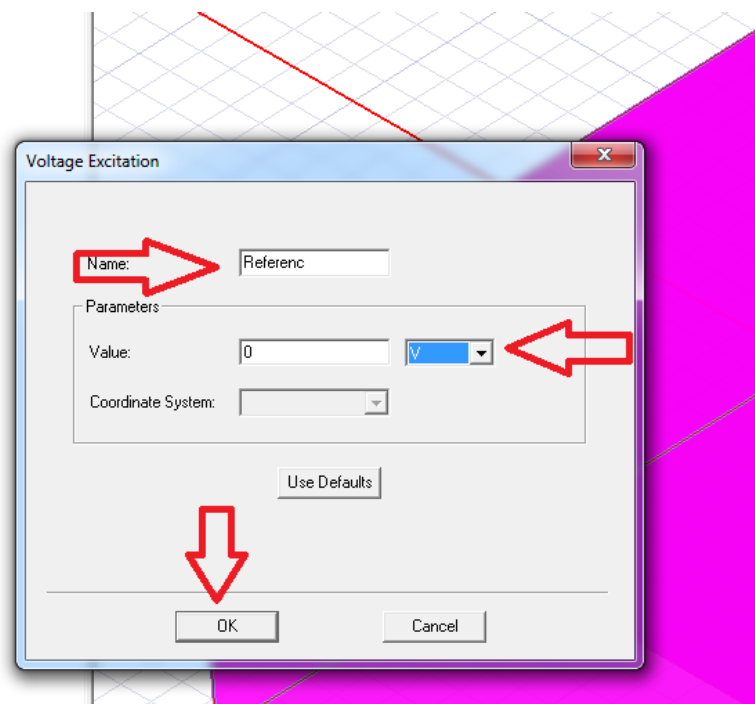 Voltage Excitation
Name: Referenc
Parameters
Value: 0 V
Coordinate System:
Use Defaults
OK Cancel